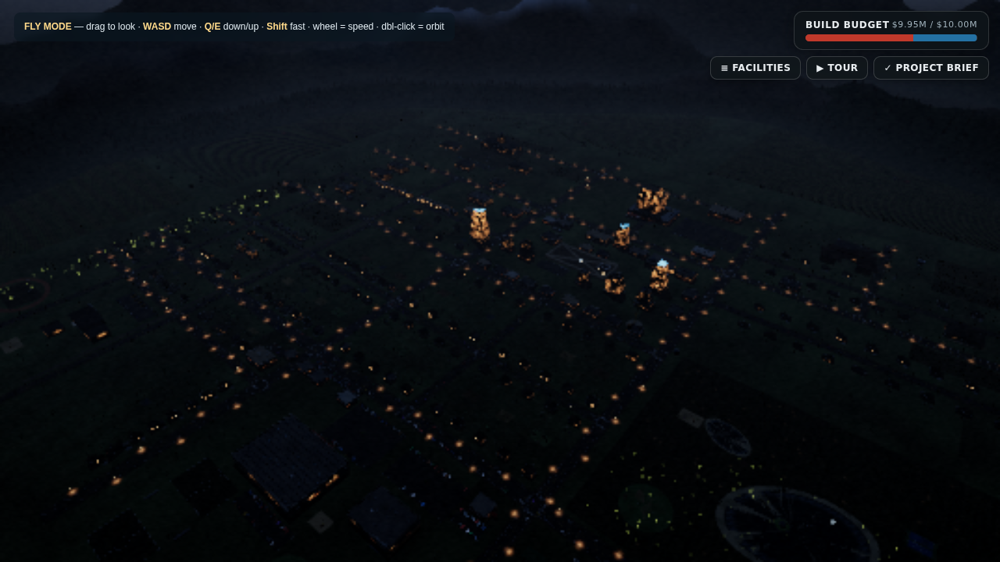 FLY MODE — drag to look · WASD move · Q/E down/up · Shift fast · wheel = speed · dbl-click = orbit
BUILD BUDGET $9.95M / $10.00M
≡ FACILITIES ▶ TOUR ✓ PROJECT BRIEF